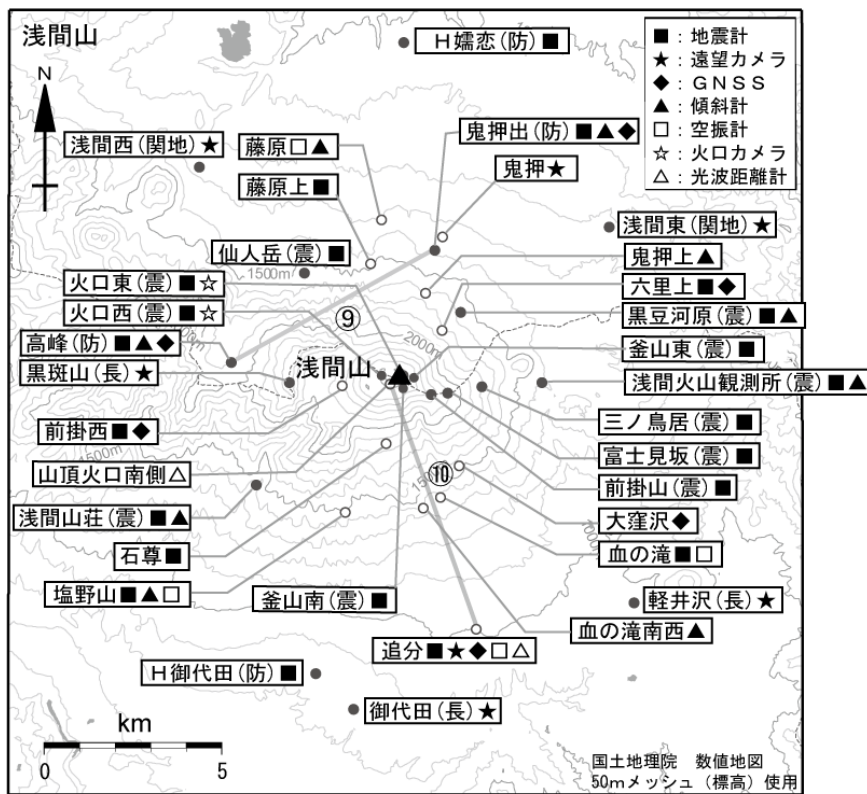 浅間山
N
■：地震計
★：遠望カメラ
◆：ＧＮＳＳ
▲：傾斜計
□：空振計
☆：火口カメラ
△：光波距離計
Ｈ嬬恋(防)■
浅間西(関地)★
藤原□▲
鬼押出(防)■▲◆
藤原上■
鬼押★
仙人岳(震)■
浅間東(関地)★
1500m
鬼押上▲
火口東(震)■☆
六里上■◆
火口西(震)■☆
黒豆河原(震)■▲
⑨
2000m
高峰(防)■▲◆
釜山東(震)■
浅間山
黒斑山(長)★
浅間火山観測所(震)■▲
三ノ鳥居(震)■
前掛西■◆
富士見坂(震)■
1500m
山頂火口南側△
⑩
前掛山(震)■
浅間山荘(震)■▲
大窪沢◆
石尊■
血の滝■□
塩野山■▲□
釜山南(震)■
軽井沢(長)★
血の滝南西▲
追分■★◆□△
Ｈ御代田(防)■
御代田(長)★
km
0 5
国土地理院 数値地図
50mメッシュ（標高）使用